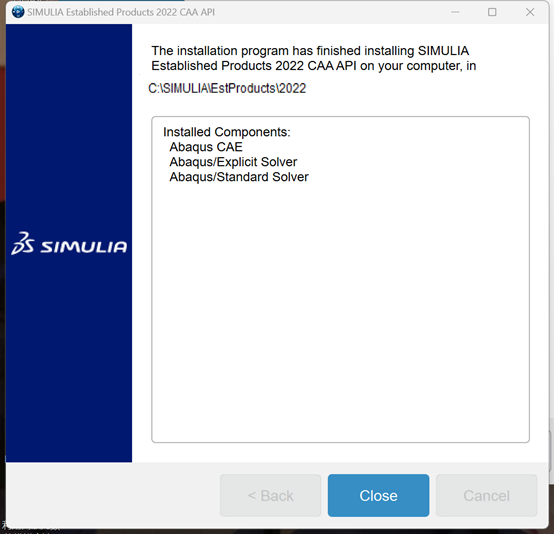 SIMULIA Established Products 2022 CAA API
The installation program has finished installing SIMULIA
Established Products 2022 CAA API on your computer, in
C:\SIMULIA\EstProducts\2022
Installed Components:
Abaqus CAE
Abaqus/Explicit Solver
Abaqus/Standard Solver
SIMULIA
< Back
Close
Cancel